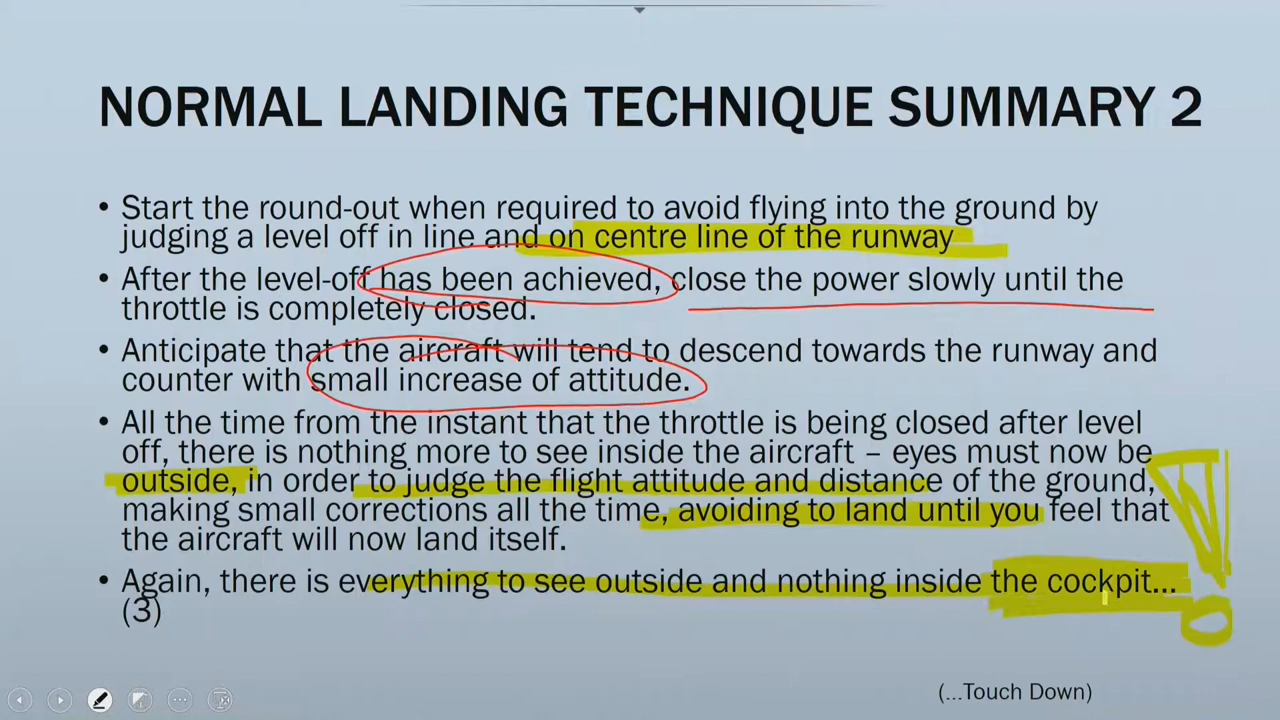 NORMAL LANDING TECHNIQUE SUMMARY 2
• Start the round-out when required to avoid flying into the ground by
judging a level off in line and on centre line of the runway
• After the level-off has been achieved, close the power slowly until the
throttle is completely closed.
• Anticipate that the aircraft will tend to descend towards the runway and
counter with small increase of attitude.
• All the time from the instant that the throttle is being closed after level
off, there is nothing more to see inside the aircraft – eyes must now be
outside, in order to judge the flight attitude and distance of the ground,
making small corrections all the time, avoiding to land until you feel that
the aircraft will now land itself.
• Again, there is everything to see outside and nothing inside the cockpit...
(3)
(...Touch Down)